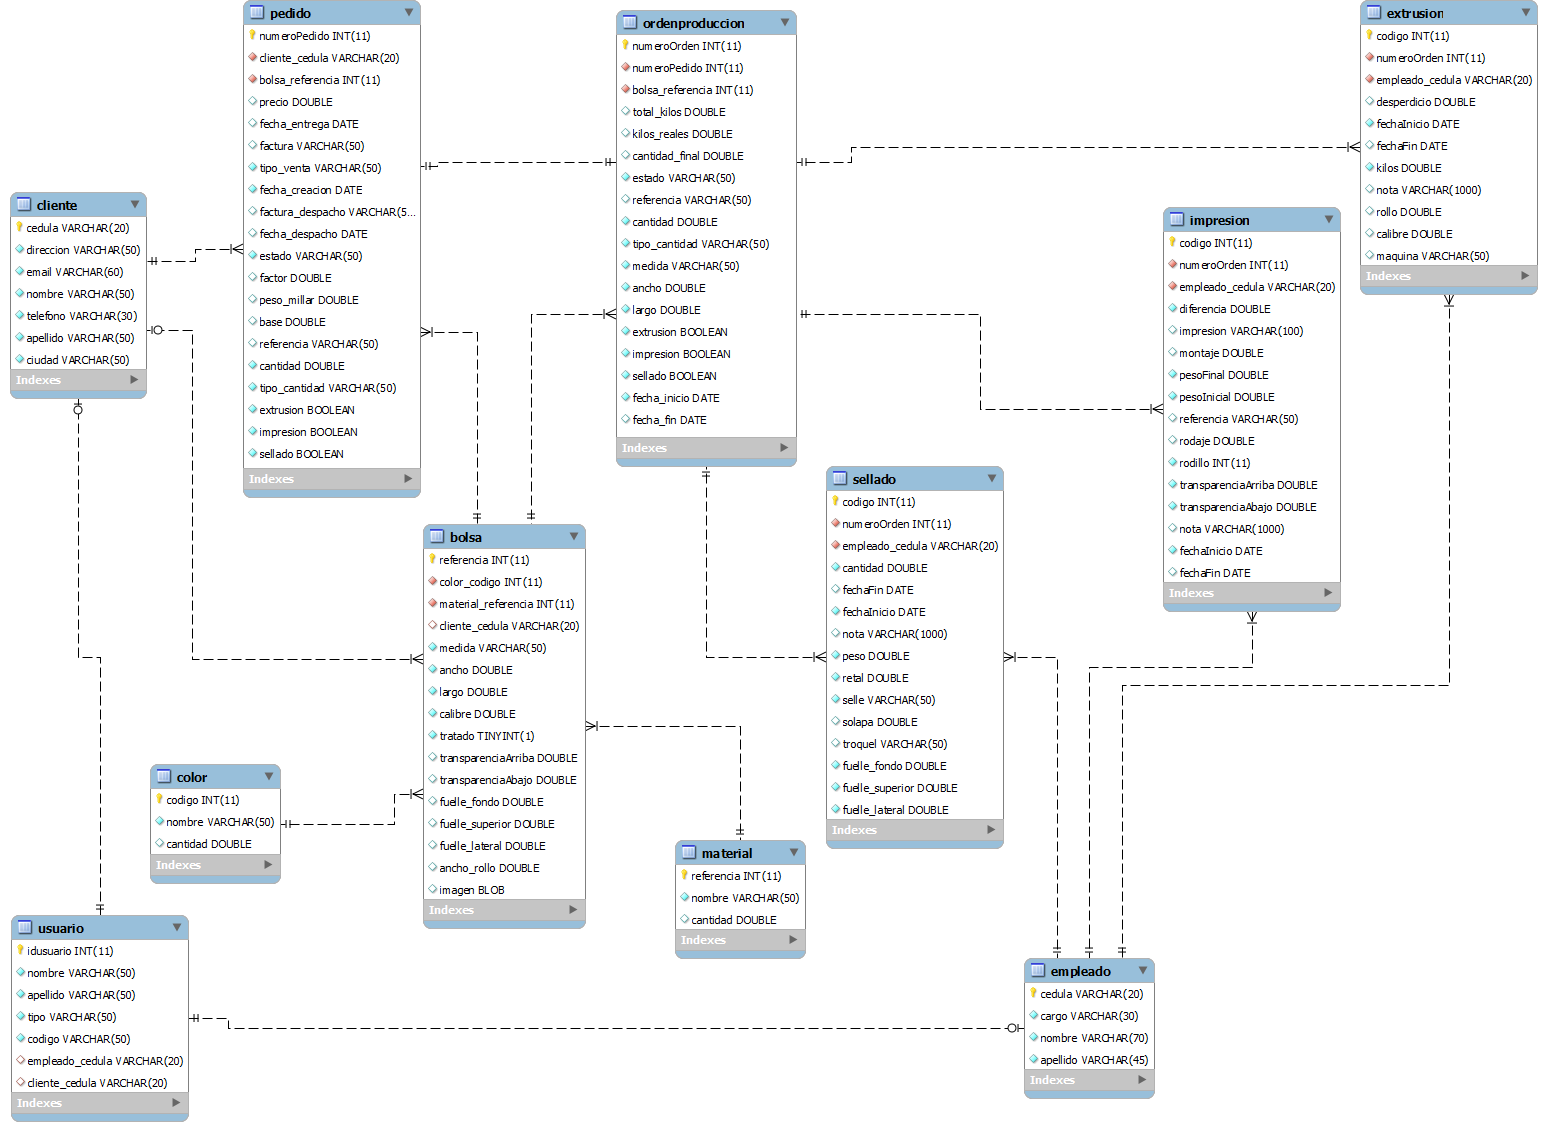 pedido
numeroPedido INT(11)
cliente_cedula VARCHAR(20)
bolsa_referencia INT(11)
precio DOUBLE
fecha_entrega DATE
factura VARCHAR(50)
tipo_venta VARCHAR(50)
fecha_creacion DATE
factura_despacho VARCHAR(5...
fecha_despacho DATE
estado VARCHAR(50)
factor DOUBLE
peso_millar DOUBLE
base DOUBLE
referencia VARCHAR(50)
cantidad DOUBLE
tipo_cantidad VARCHAR(50)
extrusion BOOLEAN
impresion BOOLEAN
sellado BOOLEAN
Indexes
ordenproduccion
numeroOrden INT(11)
numeroPedido INT(11)
bolsa_referencia INT(11)
total_kilos DOUBLE
kilos_reales DOUBLE
cantidad_final DOUBLE
estado VARCHAR(50)
referencia VARCHAR(50)
cantidad DOUBLE
tipo_cantidad VARCHAR(50)
medida VARCHAR(50)
ancho DOUBLE
largo DOUBLE
extrusion BOOLEAN
impresion BOOLEAN
sellado BOOLEAN
fecha_inicio DATE
fecha_fin DATE
Indexes
extrusion
codigo INT(11)
numeroOrden INT(11)
empleado_cedula VARCHAR(20)
desperdicio DOUBLE
fechaInicio DATE
fechaFin DATE
kilos DOUBLE
nota VARCHAR(1000)
rollo DOUBLE
calibre DOUBLE
maquina VARCHAR(50)
Indexes
cliente
cedula VARCHAR(20)
direccion VARCHAR(50)
email VARCHAR(60)
nombre VARCHAR(50)
telefono VARCHAR(30)
apellido VARCHAR(50)
ciudad VARCHAR(50)
Indexes
impresion
codigo INT(11)
numeroOrden INT(11)
empleado_cedula VARCHAR(20)
diferencia DOUBLE
impresion VARCHAR(100)
montaje DOUBLE
pesoFinal DOUBLE
pesoInicial DOUBLE
referencia VARCHAR(50)
rodaje DOUBLE
rodillo INT(11)
transparenciaArriba DOUBLE
transparenciaAbajo DOUBLE
nota VARCHAR(1000)
fechaInicio DATE
fechaFin DATE
Indexes
sellado
codigo INT(11)
numeroOrden INT(11)
empleado_cedula VARCHAR(20)
cantidad DOUBLE
fechaFin DATE
fechaInicio DATE
nota VARCHAR(1000)
peso DOUBLE
retal DOUBLE
selle VARCHAR(50)
solapa DOUBLE
troquel VARCHAR(50)
fuelle_fondo DOUBLE
fuelle_superior DOUBLE
fuelle_lateral DOUBLE
Indexes
bolsa
referencia INT(11)
color_codigo INT(11)
material_referencia INT(11)
cliente_cedula VARCHAR(20)
medida VARCHAR(50)
ancho DOUBLE
largo DOUBLE
calibre DOUBLE
tratado TINYINT(1)
transparenciaArriba DOUBLE
transparenciaAbajo DOUBLE
fuelle_fondo DOUBLE
fuelle_superior DOUBLE
fuelle_lateral DOUBLE
ancho_rollo DOUBLE
imagen BLOB
Indexes
color
codigo INT(11)
nombre VARCHAR(50)
cantidad DOUBLE
Indexes
material
referencia INT(11)
nombre VARCHAR(50)
cantidad DOUBLE
Indexes
usuario
idusuario INT(11)
nombre VARCHAR(50)
apellido VARCHAR(50)
tipo VARCHAR(50)
codigo VARCHAR(50)
empleado_cedula VARCHAR(20)
cliente_cedula VARCHAR(20)
Indexes
empleado
cedula VARCHAR(20)
cargo VARCHAR(30)
nombre VARCHAR(70)
apellido VARCHAR(45)
Indexes